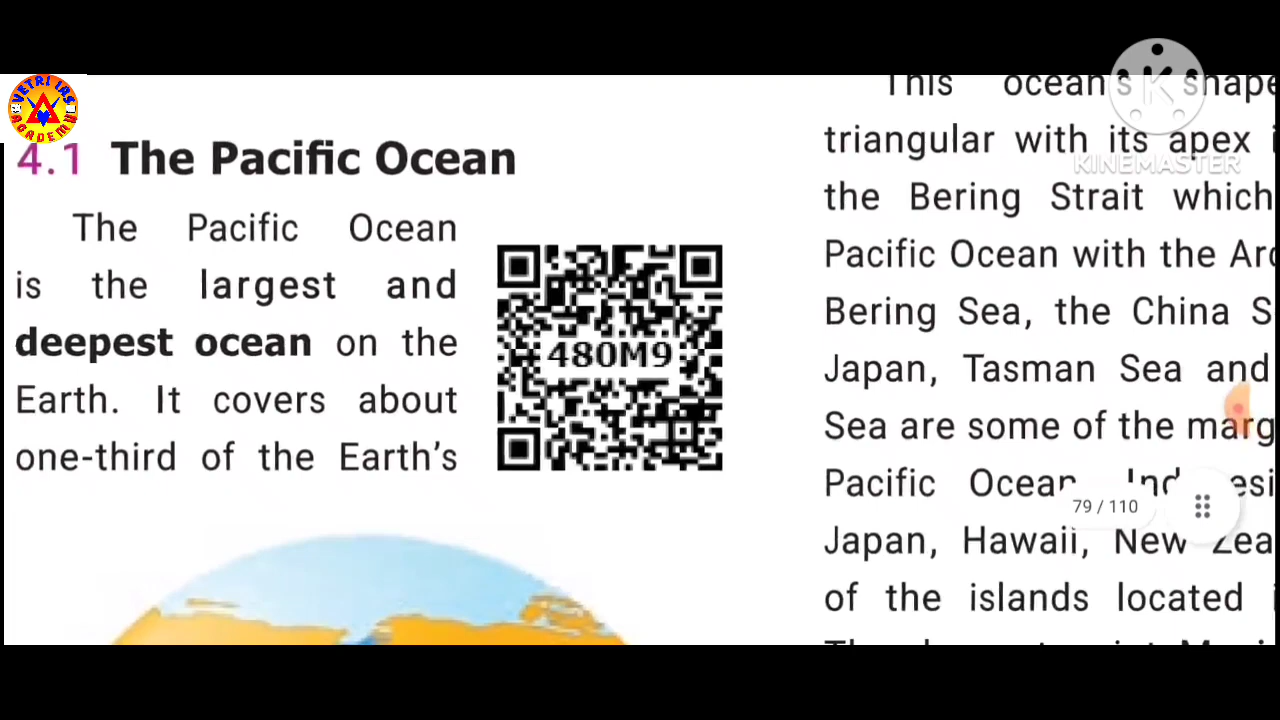 VETRI IAS
ACADEMY
4.1 The Pacific Ocean
The Pacific Ocean
is the largest and
deepest ocean on the
Earth. It covers about
one-third of the Earth's
480M9
This ocean's shape
triangular with its apex
the Bering Strait which
Pacific Ocean with the
Bering Sea, the China
Japan, Tasman Sea and
Sea are some of the
Pacific Ocean
Japan, Hawaii, New
of the islands located
K
KINEMASTER
79 / 110